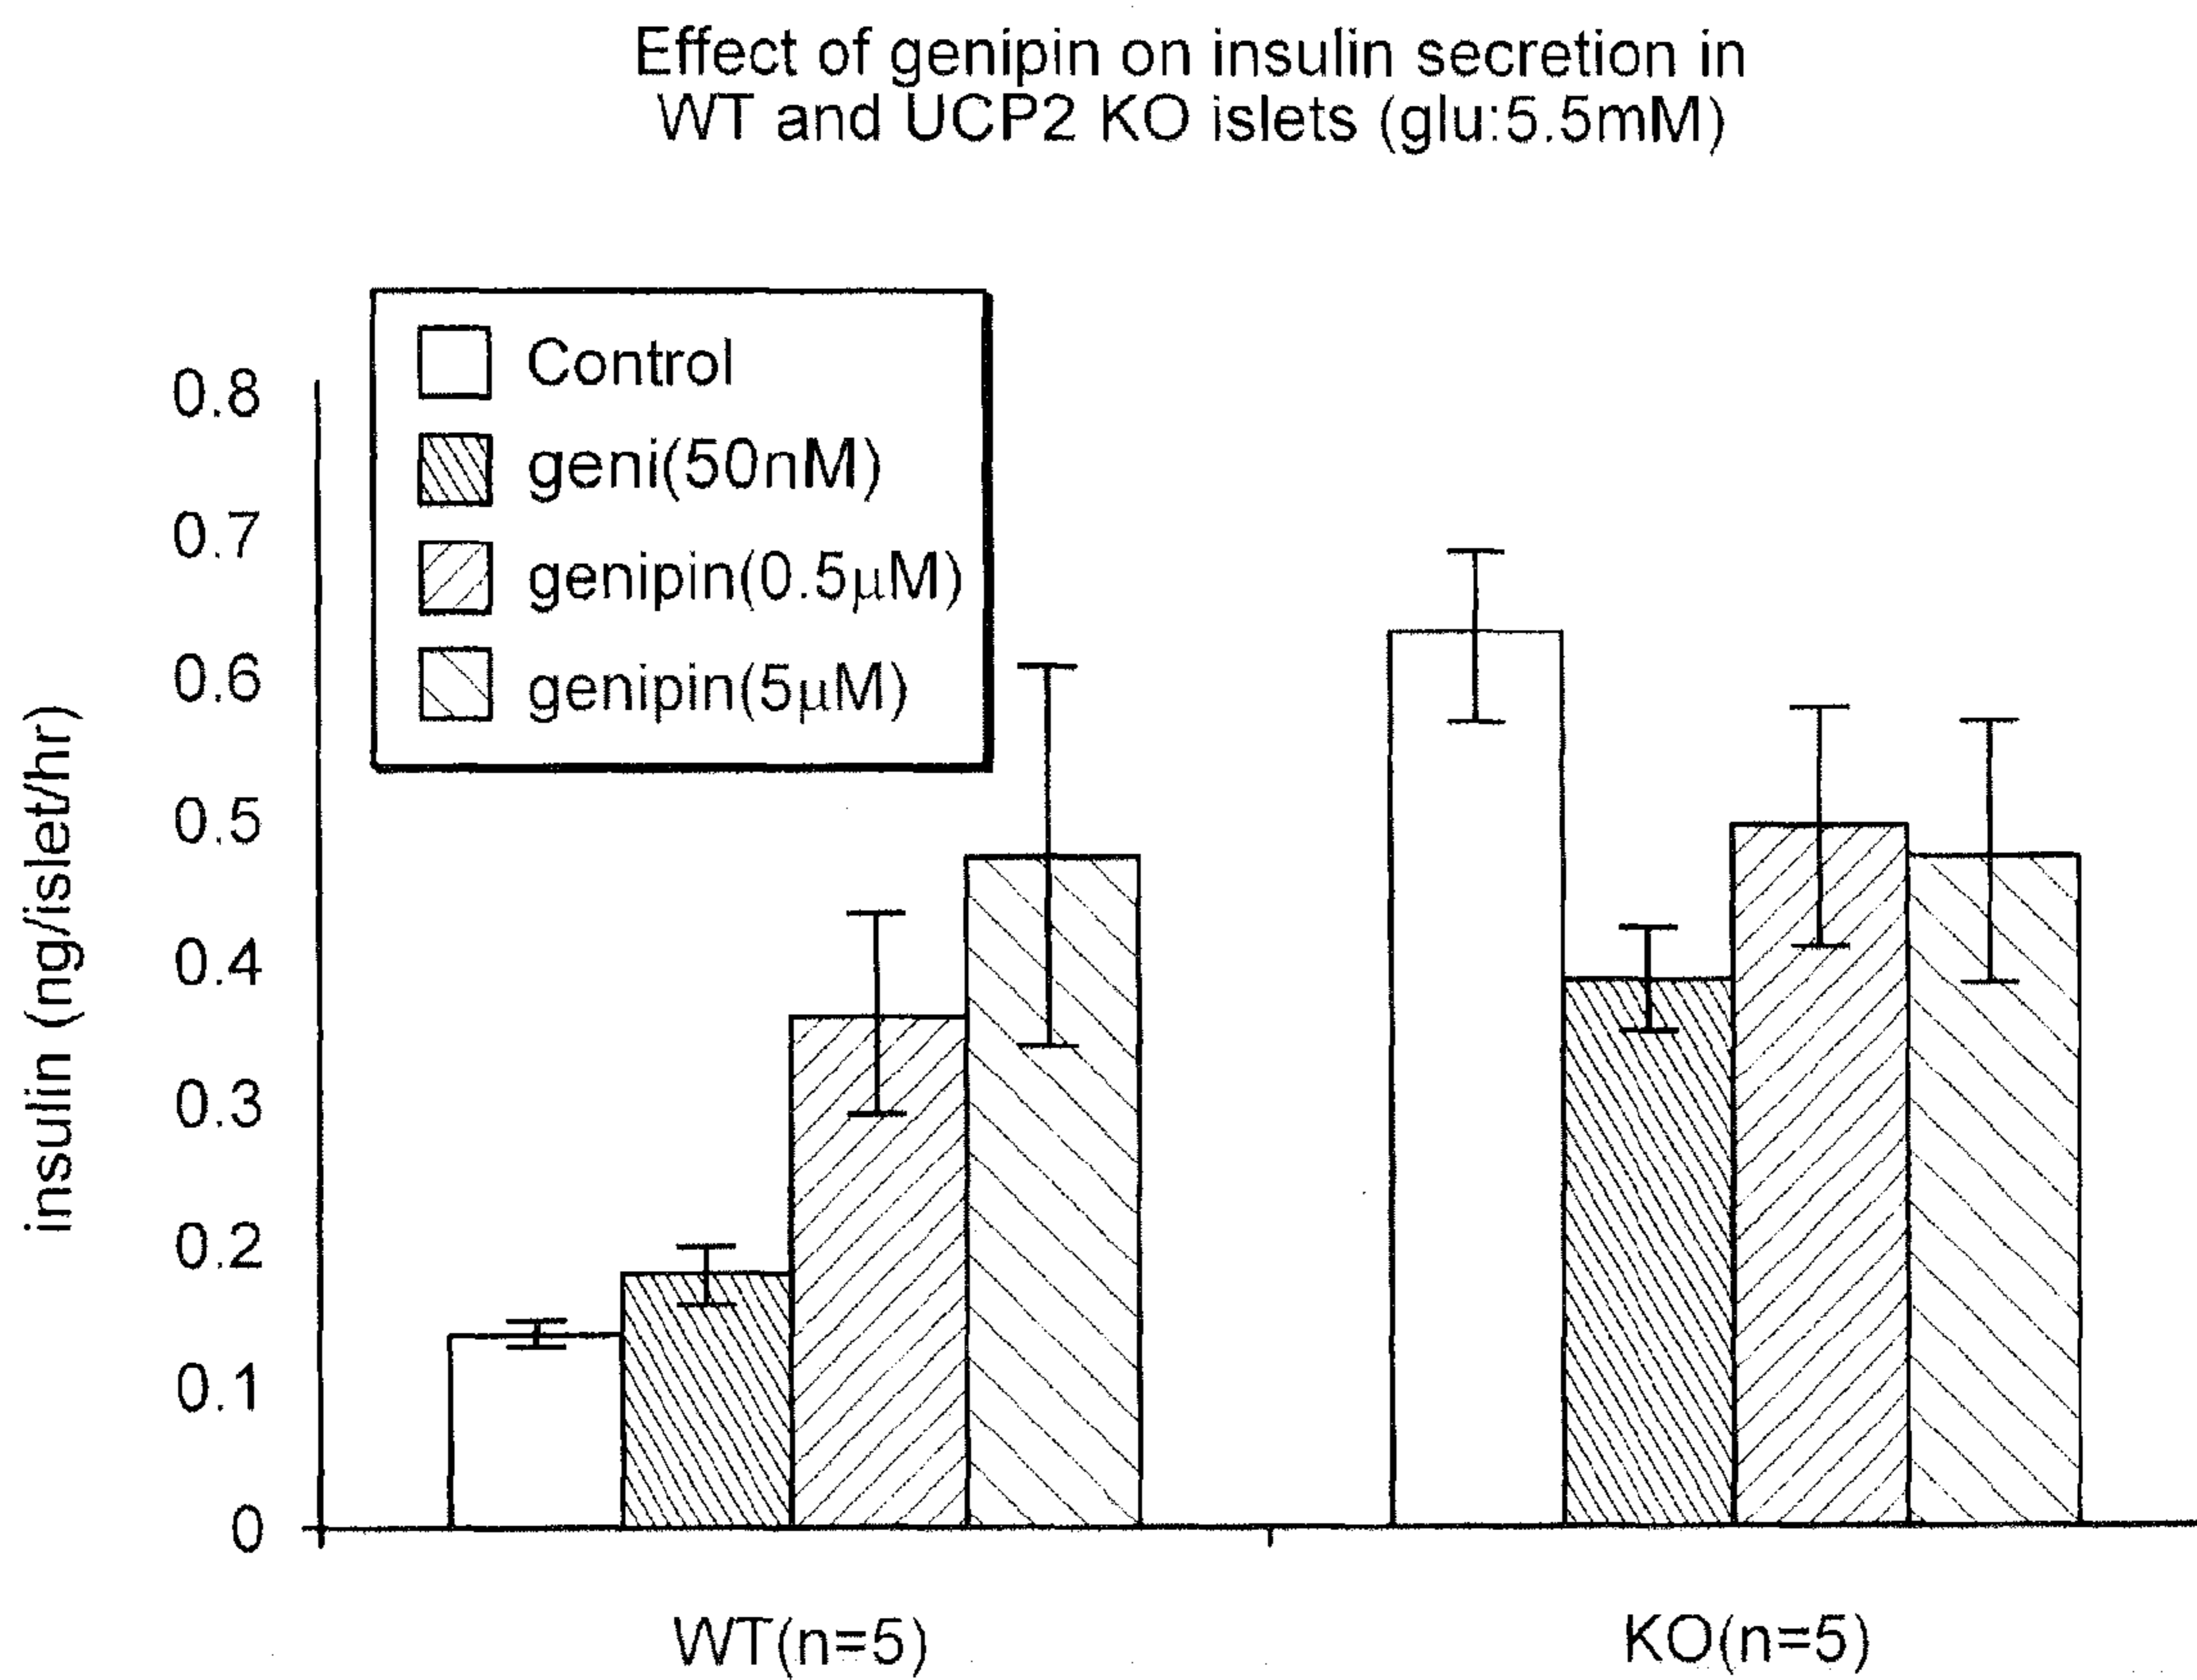 Effect of genipin on insulin secretion in
WT and UCP2 KO islets (glu:5.5mM)
Control
geni(50nM)
genipin(0.5μM)
genipin(5μM)
0.8
0.7
0.6
0.5
0.4
0.3
0.2
0.1
0
insulin (ng/islet/hr)
WT(n=5)
KO(n=5)